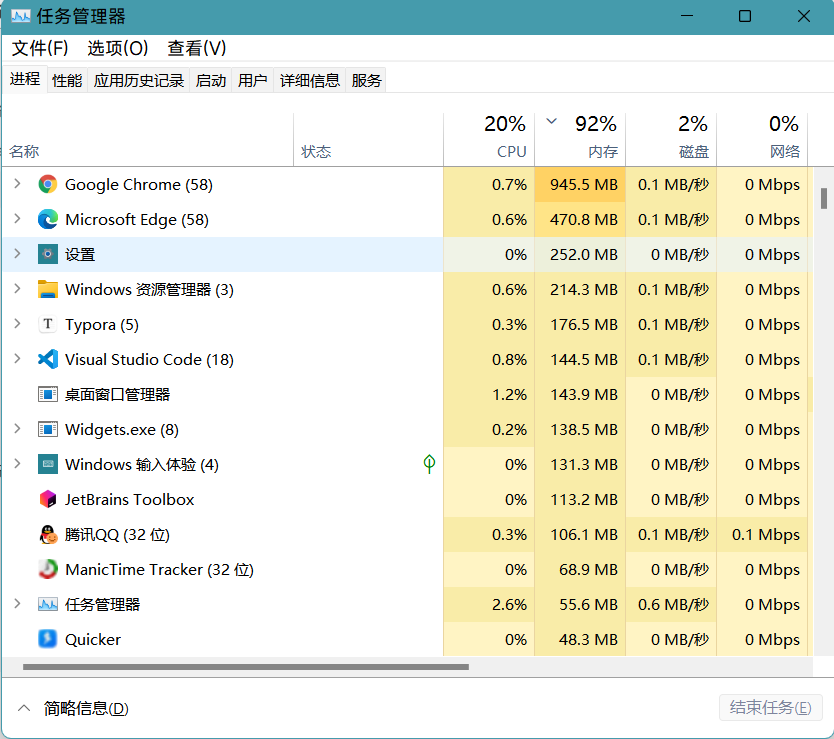 任务管理器
文件(F) 选项(O) 查看(V)
进程 性能 应用历史记录 启动 用户 详细信息 服务
20% 92% 2% 0%
名称 状态 CPU 内存 磁盘 网络
Google Chrome (58) 0.7% 945.5 MB 0.1 MB/秒 0 Mbps
Microsoft Edge (58) 0.6% 470.8 MB 0.1 MB/秒 0 Mbps
设置 0% 252.0 MB 0 MB/秒 0 Mbps
Windows 资源管理器 (3) 0.6% 214.3 MB 0.1 MB/秒 0 Mbps
T Typora (5) 0.3% 176.5 MB 0.1 MB/秒 0 Mbps
Visual Studio Code (18) 0.8% 144.5 MB 0.1 MB/秒 0 Mbps
桌面窗口管理器 1.2% 143.9 MB 0 MB/秒 0 Mbps
Widgets.exe (8) 0.2% 138.5 MB 0 MB/秒 0 Mbps
Windows 输入体验 (4) 0% 131.3 MB 0 MB/秒 0 Mbps
JetBrains Toolbox 0% 113.2 MB 0 MB/秒 0 Mbps
腾讯QQ (32 位) 0.3% 106.1 MB 0.1 MB/秒 0.1 Mbps
ManicTime Tracker (32 位) 0% 68.9 MB 0 MB/秒 0 Mbps
任务管理器 2.6% 55.6 MB 0.6 MB/秒 0 Mbps
Quicker 0% 48.3 MB 0 MB/秒 0 Mbps
简略信息(D) 结束任务(E)